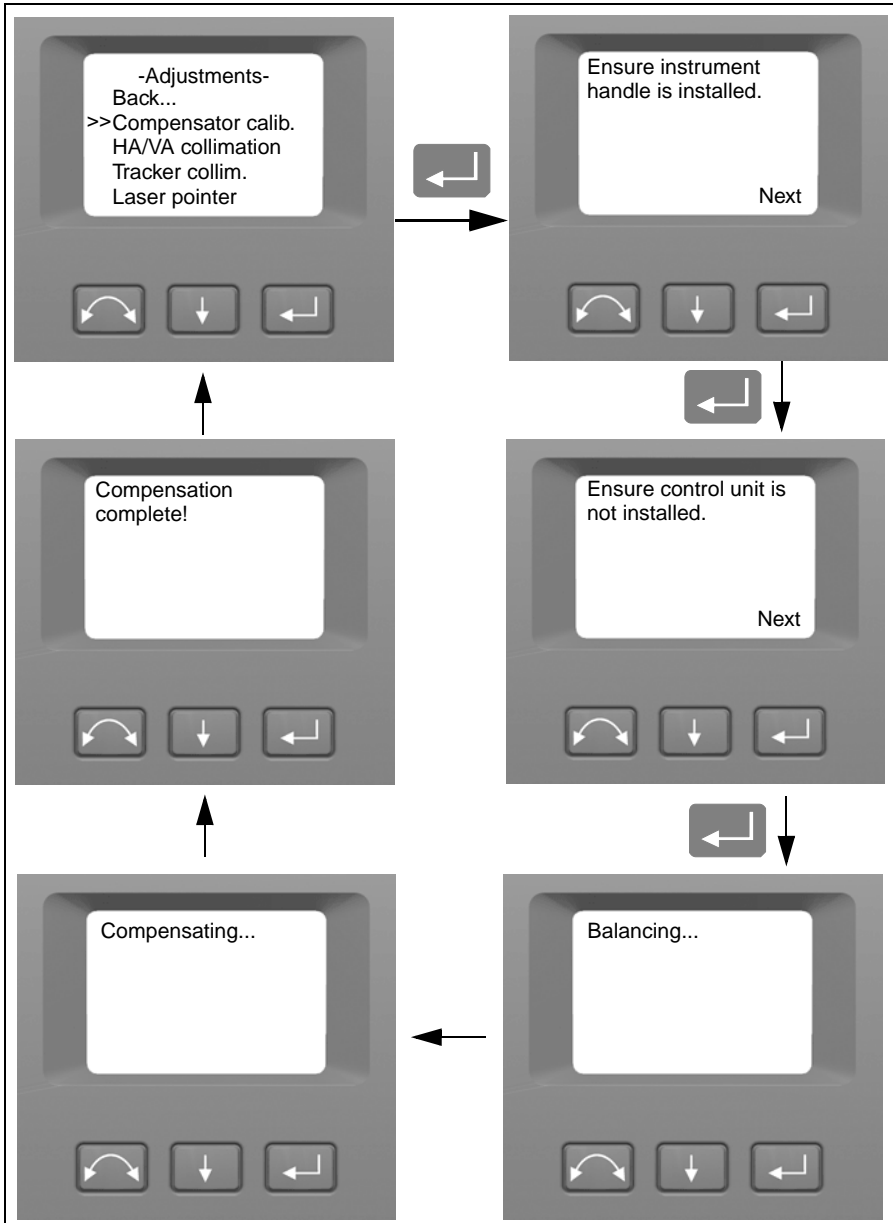 -Adjustments-
Back...
>>Compensator calib.
HA/VA collimation
Tracker collim.
Laser pointer
Ensure instrument
handle is installed.
Next
Ensure control unit is
not installed.
Next
Balancing...
Compensating...
Compensation
complete!